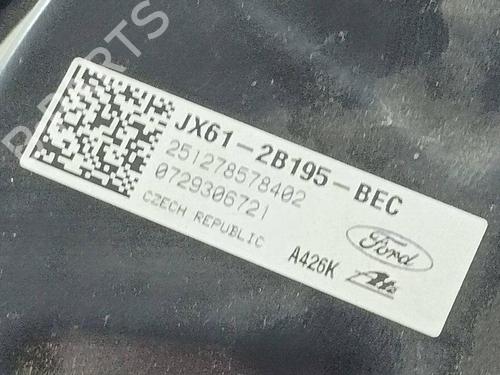 JX61-2B195-BEC
251278578402
0729306721
CZECH REPUBLIC
A426K
Ford
Ate
PARTS